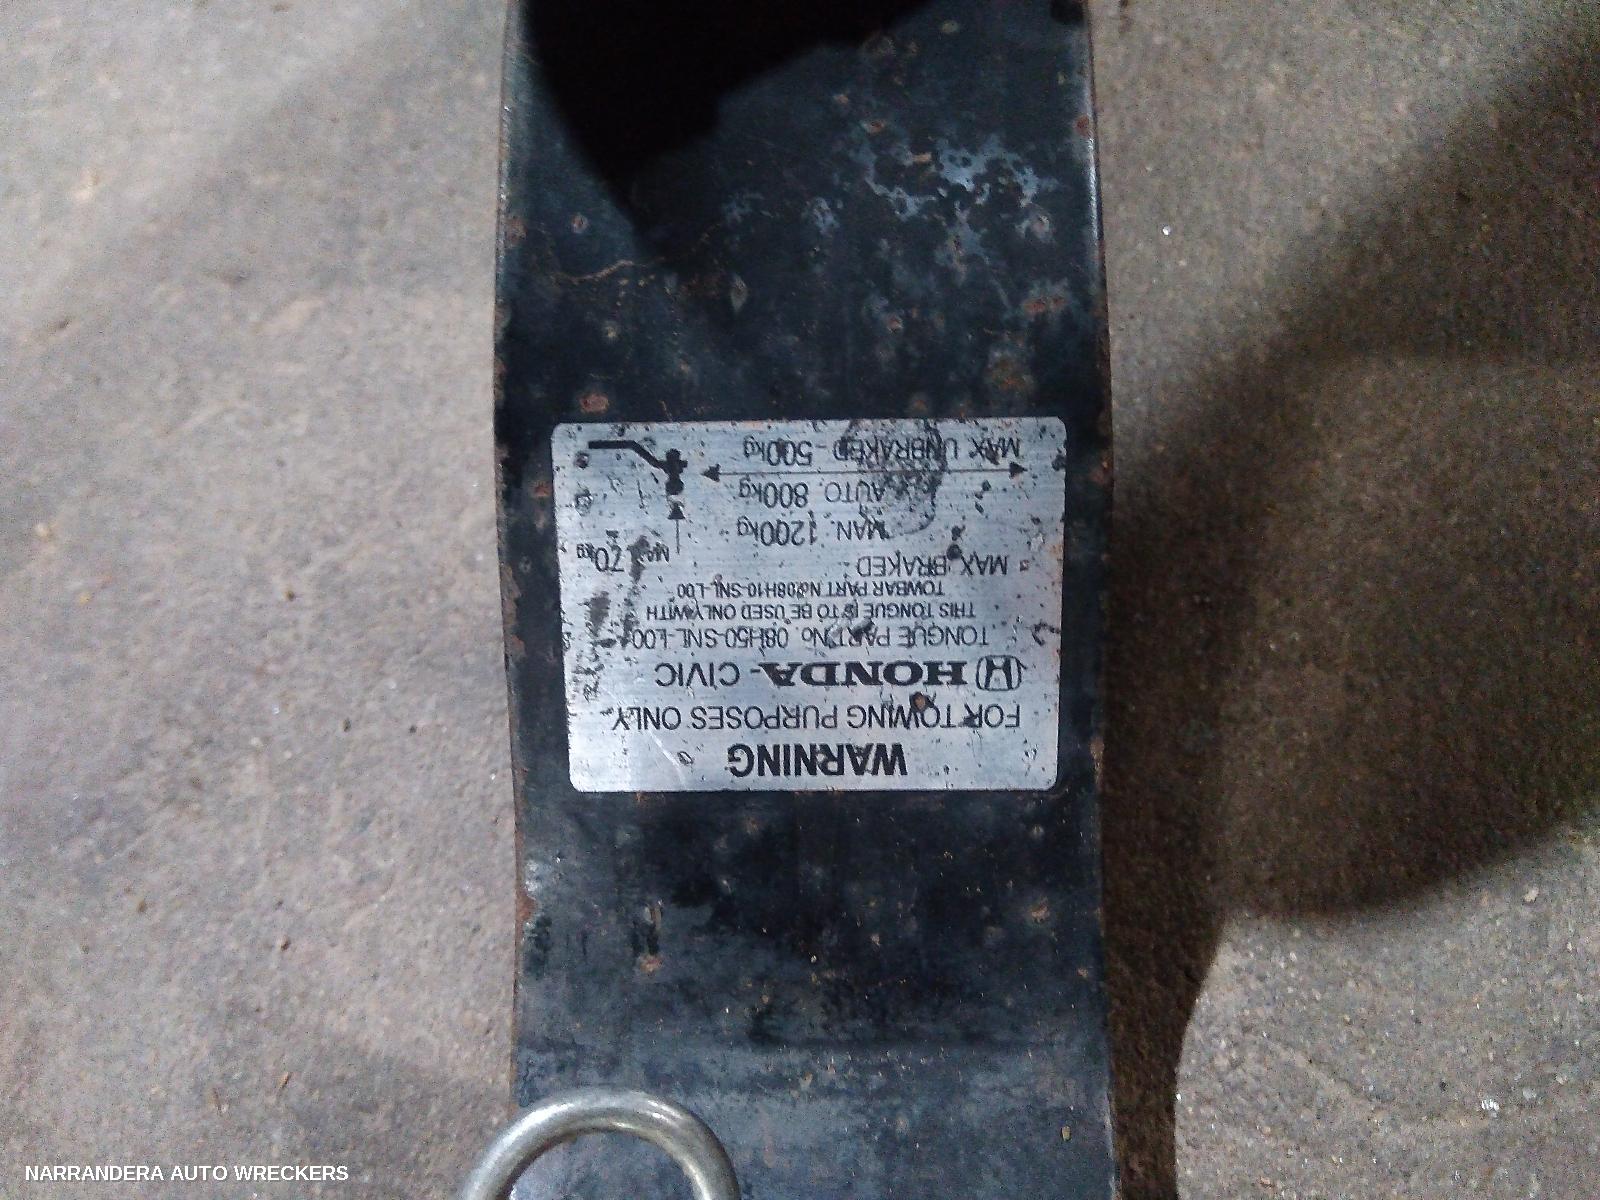 WARNING
FOR TOWING PURPOSES ONLY
HONDA - CIVIC
TONGUE PART No. 08H50-SNL-L00
THIS TONGUE IS TO BE USED ONLY WITH
TOWBAR PART No. 08H10-SNL-L00
MAX. BRAKED -
MAN. 1200kg
AUTO. 800kg
MAX. UNBRAKED - 500kg
MAX. 70kg
NARRANDERA AUTO WRECKERS